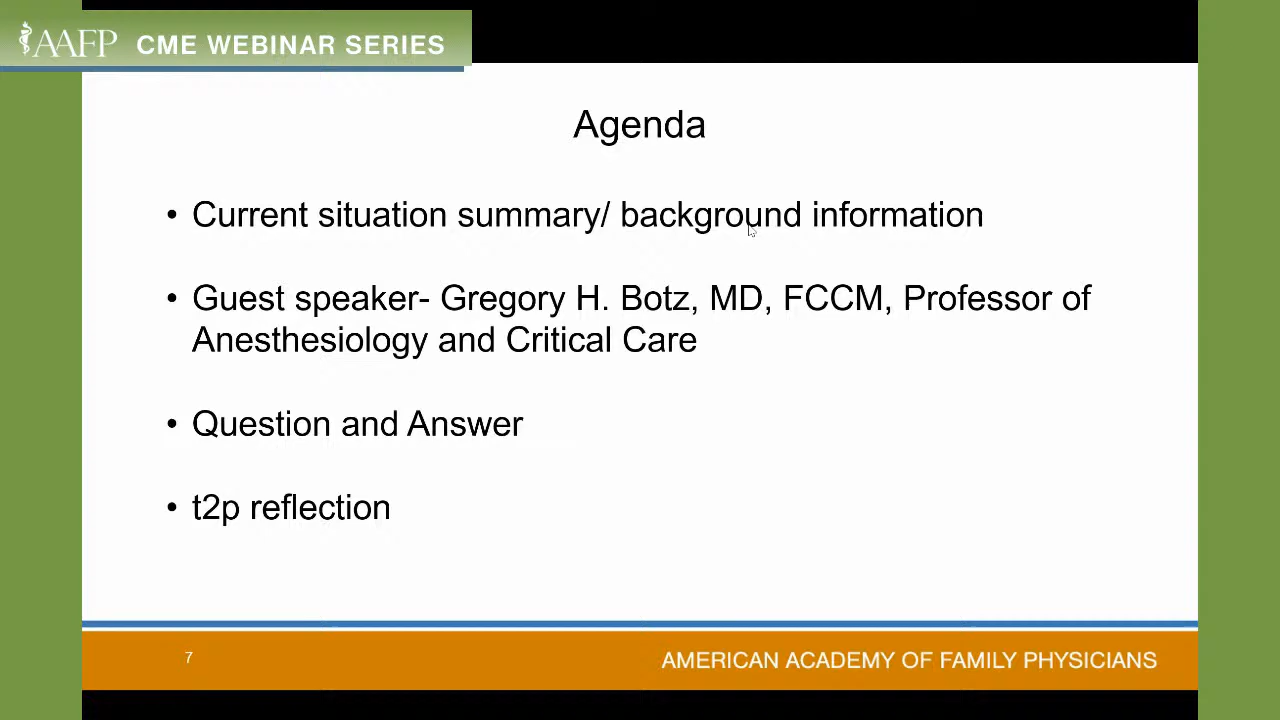 AAFP CME WEBINAR SERIES
Agenda
• Current situation summary/ background information
• Guest speaker- Gregory H. Botz, MD, FCCM, Professor of
Anesthesiology and Critical Care
• Question and Answer
• t2p reflection
7
AMERICAN ACADEMY OF FAMILY PHYSICIANS